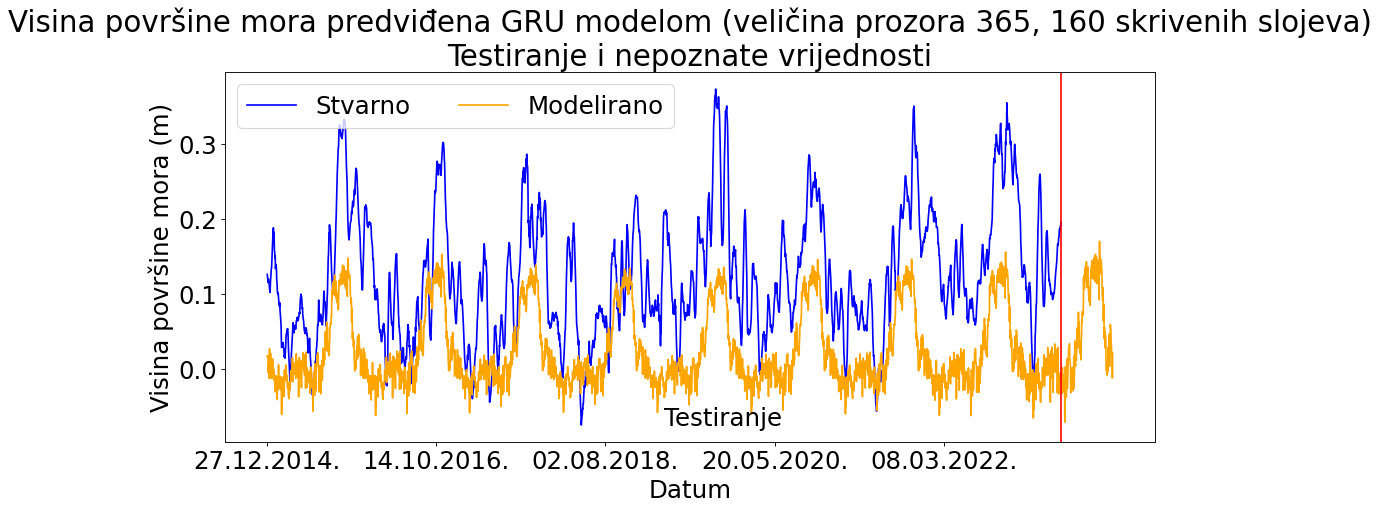 Visina površine mora predviđena GRU modelom (veličina prozora 365, 160 skrivenih slojeva)
Testiranje i nepoznate vrijednosti
Stvarno Modelirano
Visina površine mora (m)
0.3
0.2
0.1
0.0
Testiranje
27.12.2014. 14.10.2016. 02.08.2018. 20.05.2020. 08.03.2022.
Datum